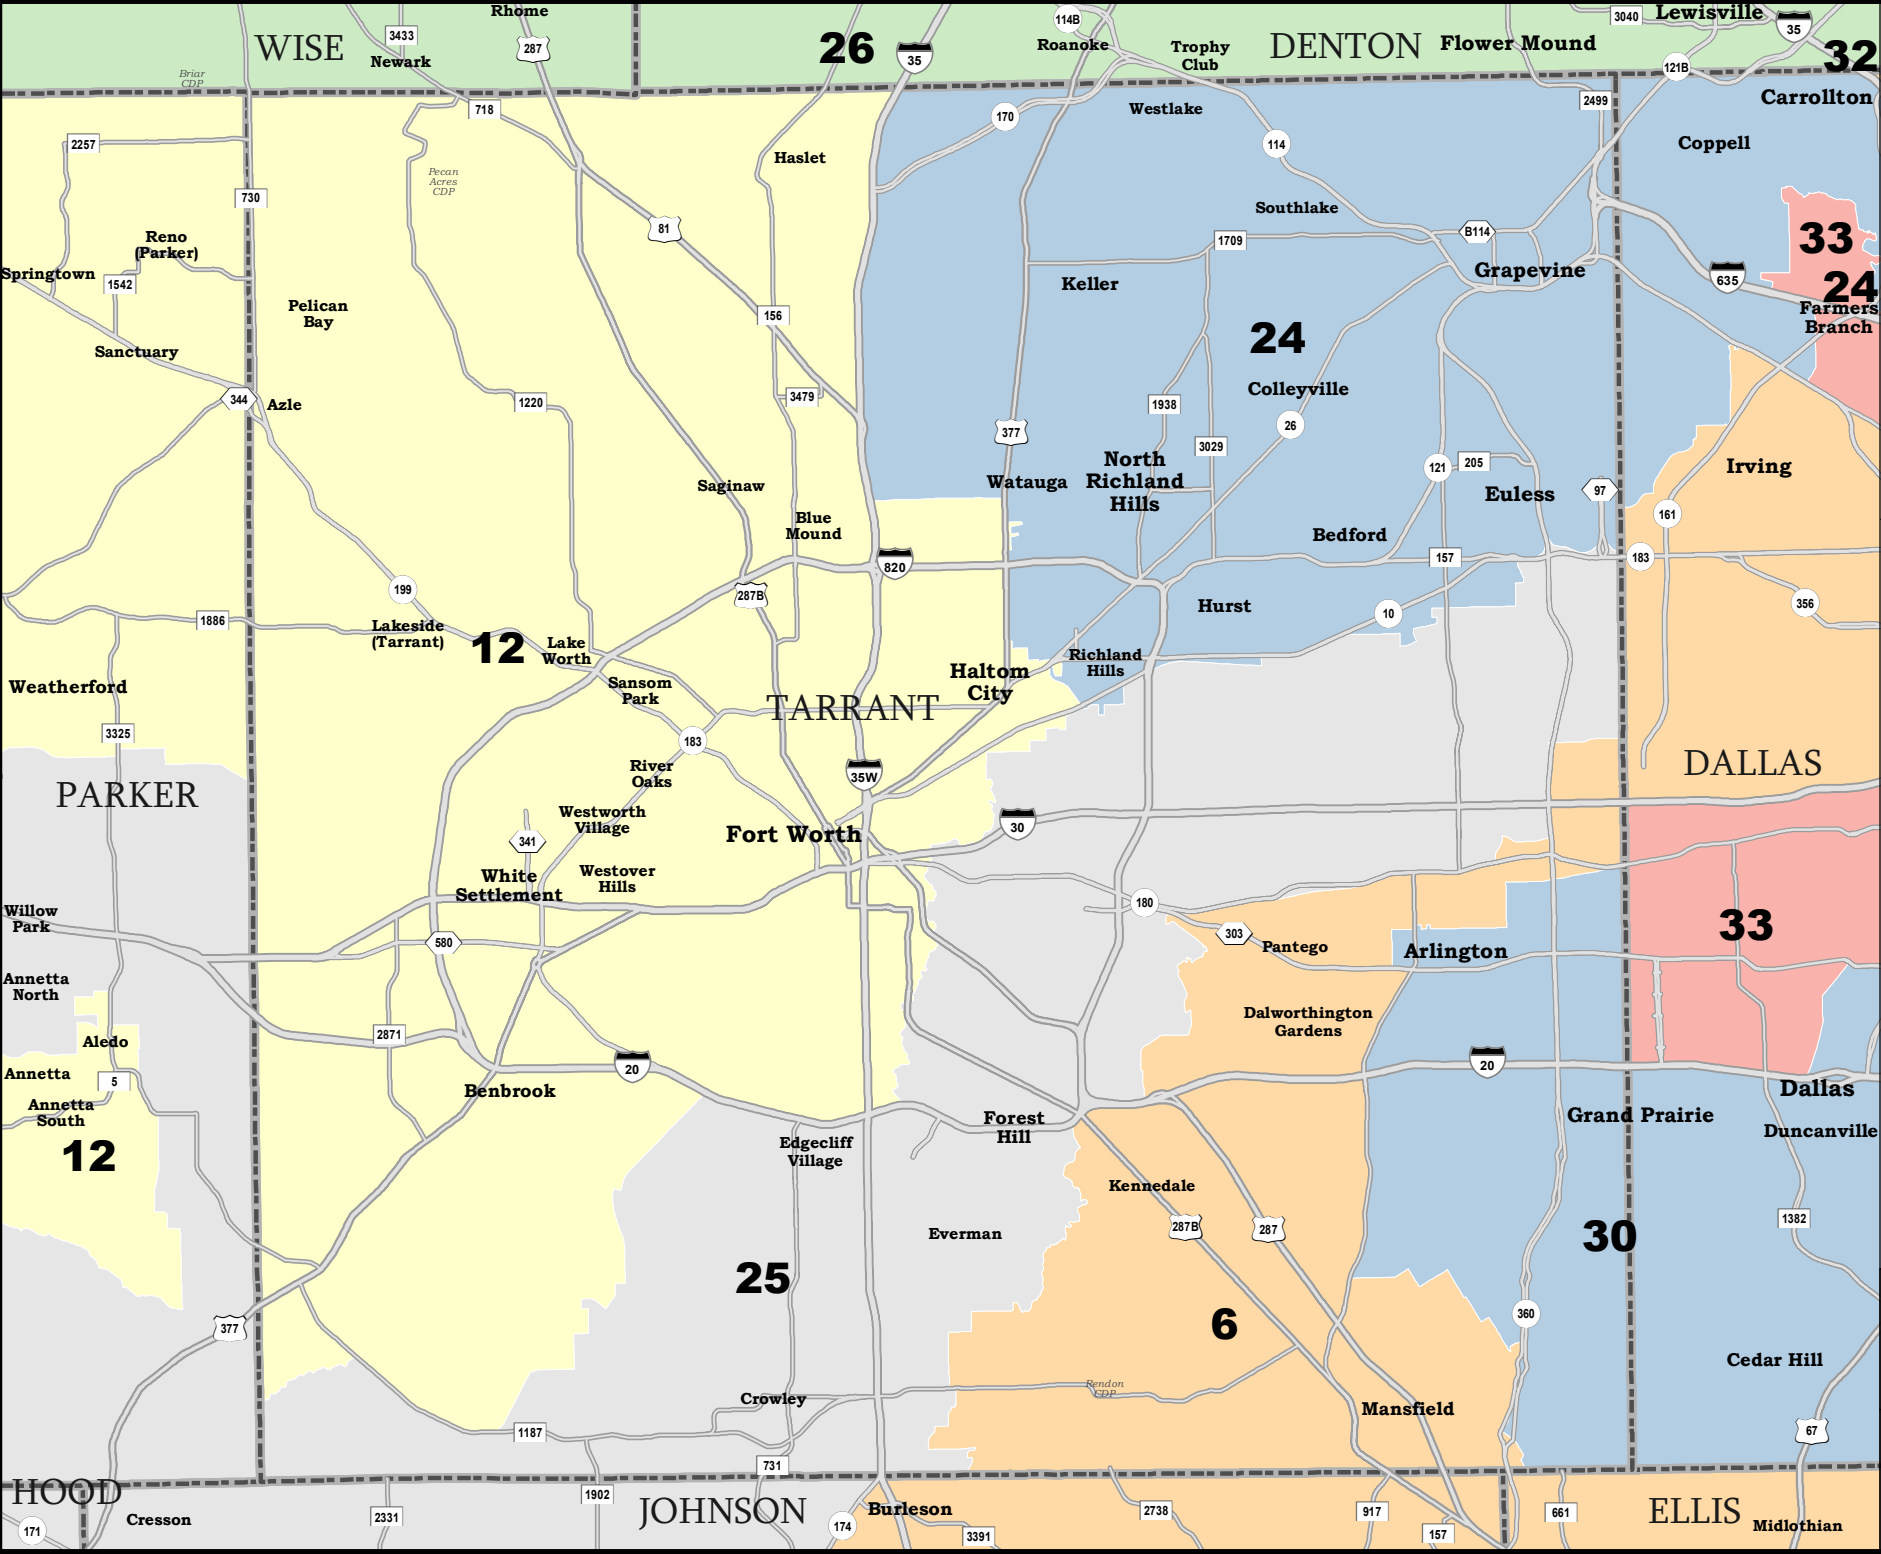 Rhome
WISE
3433
Newark
287
26
35
114B
Roanoke
Trophy
Club
DENTON
Flower Mound
3040
Lewisville
35
32
121B
Briar
CDP
718
170
Westlake
2499
Carrollton
2257
Haslet
114
Coppell
Pecan
Acres
CDP
730
Southlake
81
1709
B114
33
Reno
(Parker)
Springtown
1542
Keller
Grapevine
635
24
Farmers
Branch
Pelican
Bay
156
24
Sanctuary
344
Azle
1220
3479
1938
Colleyville
26
377
3029
North
Richland
Hills
121
205
Irving
Saginaw
Watauga
Euless
97
161
Blue
Mound
Bedford
820
157
183
199
287B
Hurst
10
356
1886
Lakeside
(Tarrant)
12
Lake
Worth
Richland
Hills
Haltom
City
Weatherford
Sansom
Park
TARRANT
3325
183
DALLAS
River
Oaks
35W
PARKER
Westworth
Village
Fort Worth
30
341
White
Settlement
Westover
Hills
180
Willow
Park
303
33
580
Pantego
Arlington
Annetta
North
Dalworthington
Gardens
2871
Aledo
20
20
Annetta
5
Benbrook
Dallas
Annetta
South
Forest
Hill
Grand Prairie
Duncanville
12
Edgecliff
Village
Kennedale
287B
287
1382
Everman
30
25
6
360
377
Cedar Hill
Rendon
CDP
Crowley
Mansfield
1187
67
731
HOOD
1902
JOHNSON
Burleson
2738
917
661
ELLIS
Cresson
2331
171
174
3391
157
Midlothian